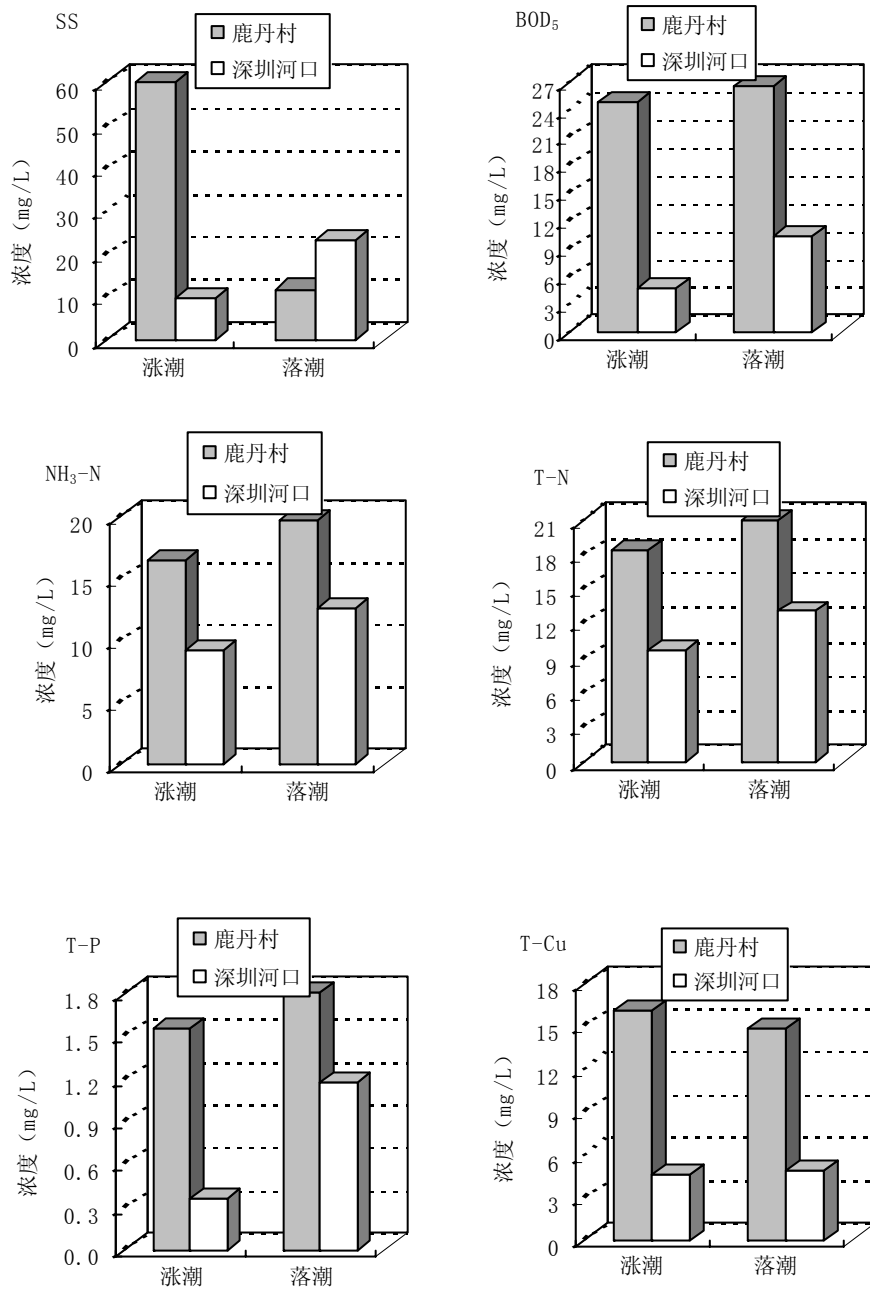 SS
鹿丹村
深圳河口
浓度（mg/L）
60
50
40
30
20
10
0
涨潮
落潮
BOD₅
鹿丹村
深圳河口
浓度（mg/L）
27
24
21
18
15
12
9
6
3
0
涨潮
落潮
NH₃-N
鹿丹村
深圳河口
浓度（mg/L）
20
15
10
5
0
涨潮
落潮
T-N
鹿丹村
深圳河口
浓度（mg/L）
21
18
15
12
9
6
3
0
涨潮
落潮
T-P
鹿丹村
深圳河口
浓度（mg/L）
1.8
1.5
1.2
0.9
0.6
0.3
0.0
涨潮
落潮
T-Cu
鹿丹村
深圳河口
浓度（mg/L）
18
15
12
9
6
3
0
涨潮
落潮